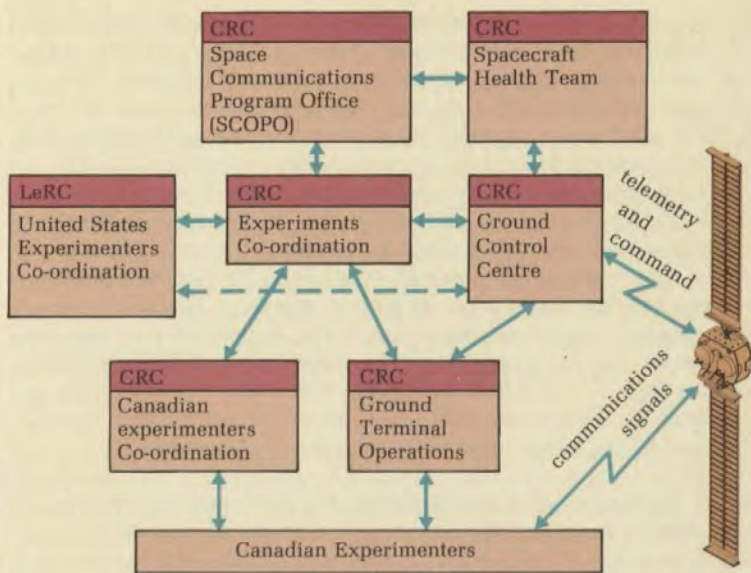 CRC
Space
Communications
Program Office
(SCOPO)
CRC
Spacecraft
Health Team
LeRC
United States
Experimenters
Co-ordination
CRC
Experiments
Co-ordination
CRC
Ground
Control
Centre
telemetry
and
command
CRC
Canadian
experimenters
Co-ordination
CRC
Ground
Terminal
Operations
communications
signals
Canadian Experimenters